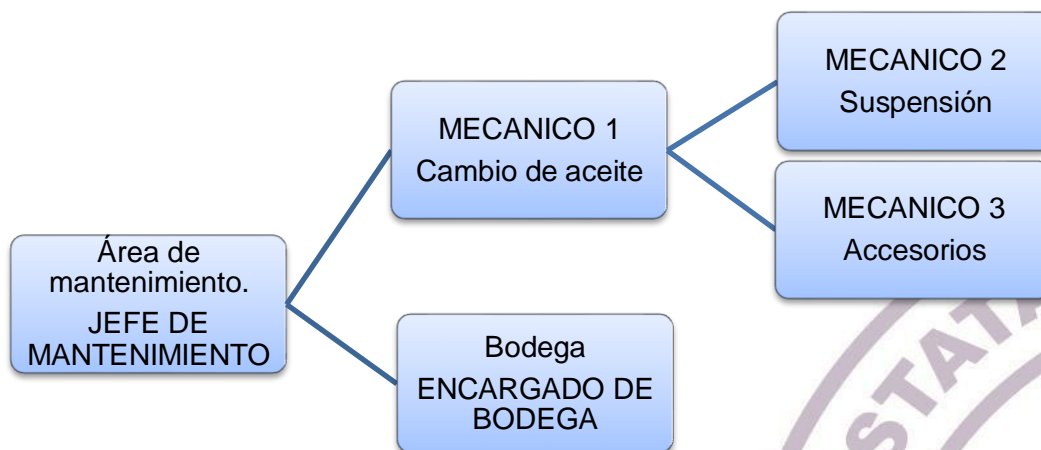 Área de
mantenimiento.
JEFE DE
MANTENIMIENTO
MECANICO 1
Cambio de aceite
Bodega
ENCARGADO DE
BODEGA
MECANICO 2
Suspensión
MECANICO 3
Accesorios